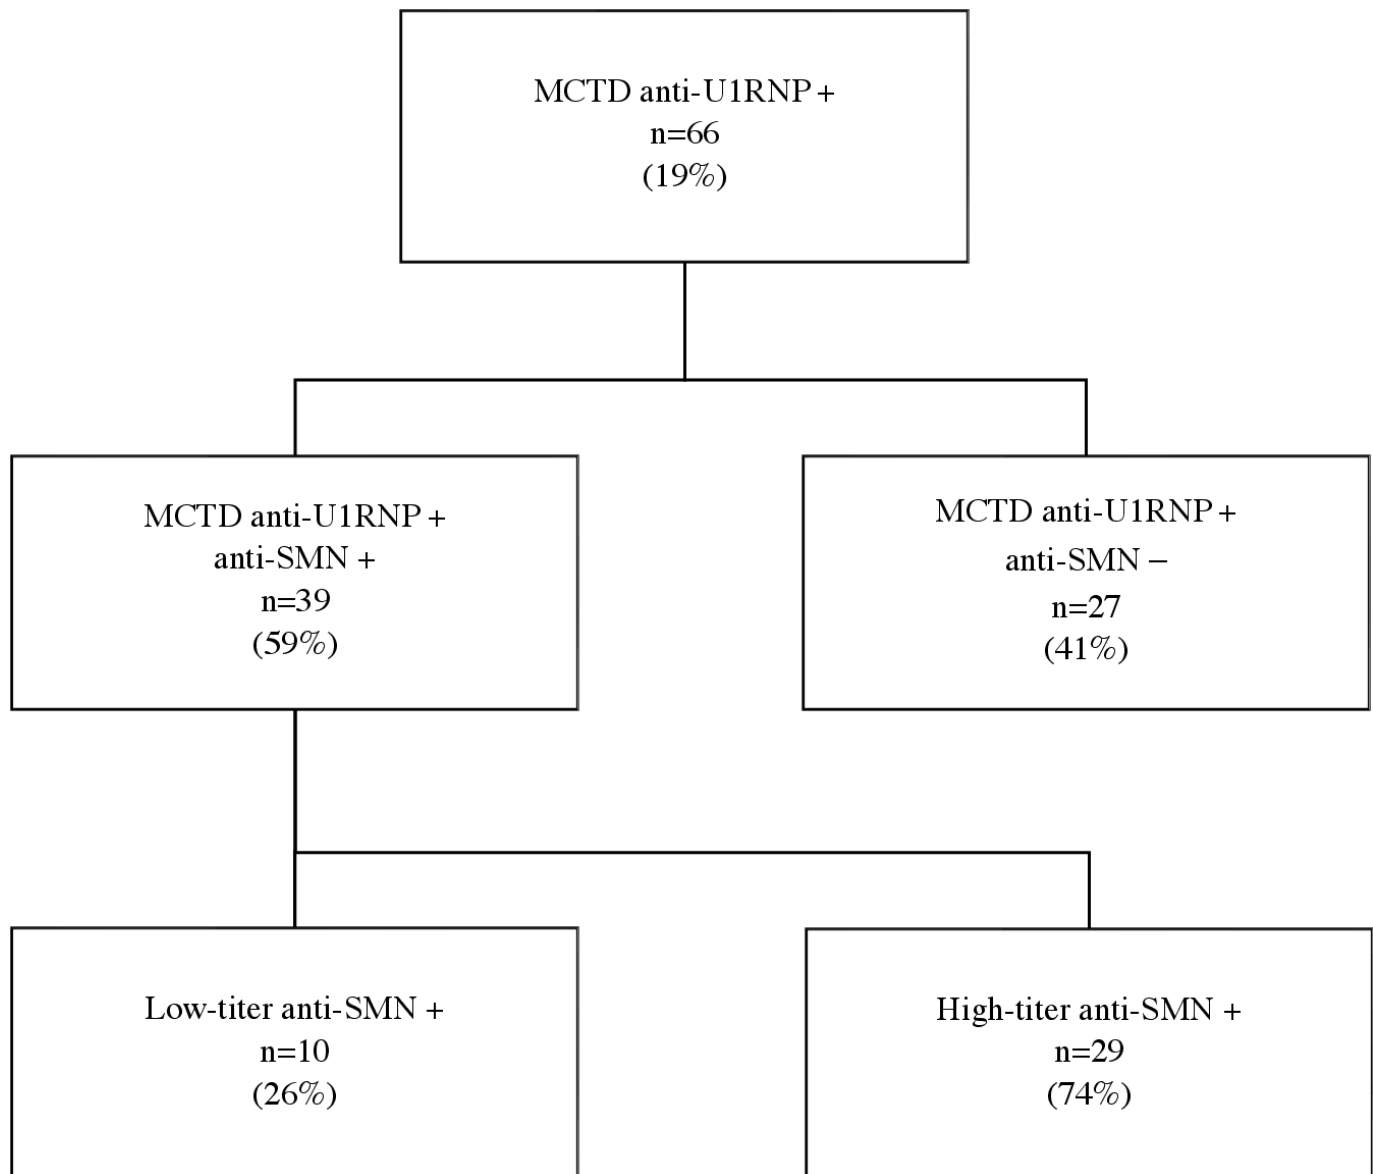 MCTD anti-U1RNP +
n=66
(19%)
MCTD anti-U1RNP +
anti-SMN +
n=39
(59%)
MCTD anti-U1RNP +
anti-SMN −
n=27
(41%)
Low-titer anti-SMN +
n=10
(26%)
High-titer anti-SMN +
n=29
(74%)